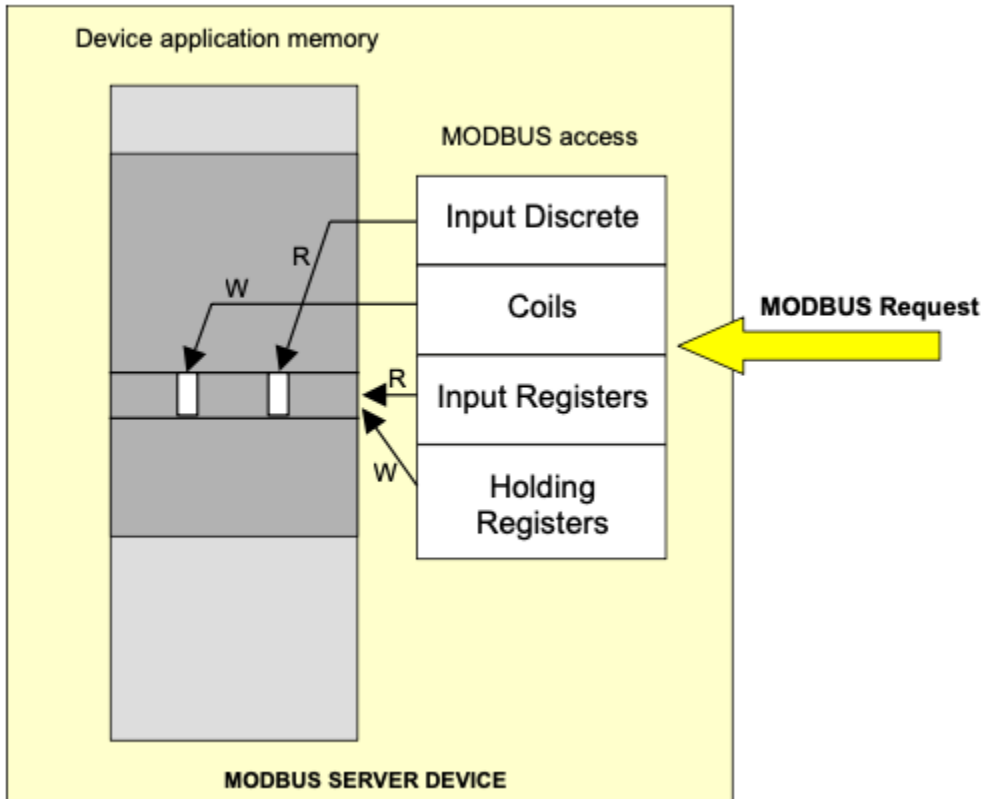 Device application memory
MODBUS access
Input Discrete
R
W
Coils
MODBUS Request
R
Input Registers
W
Holding
Registers
MODBUS SERVER DEVICE